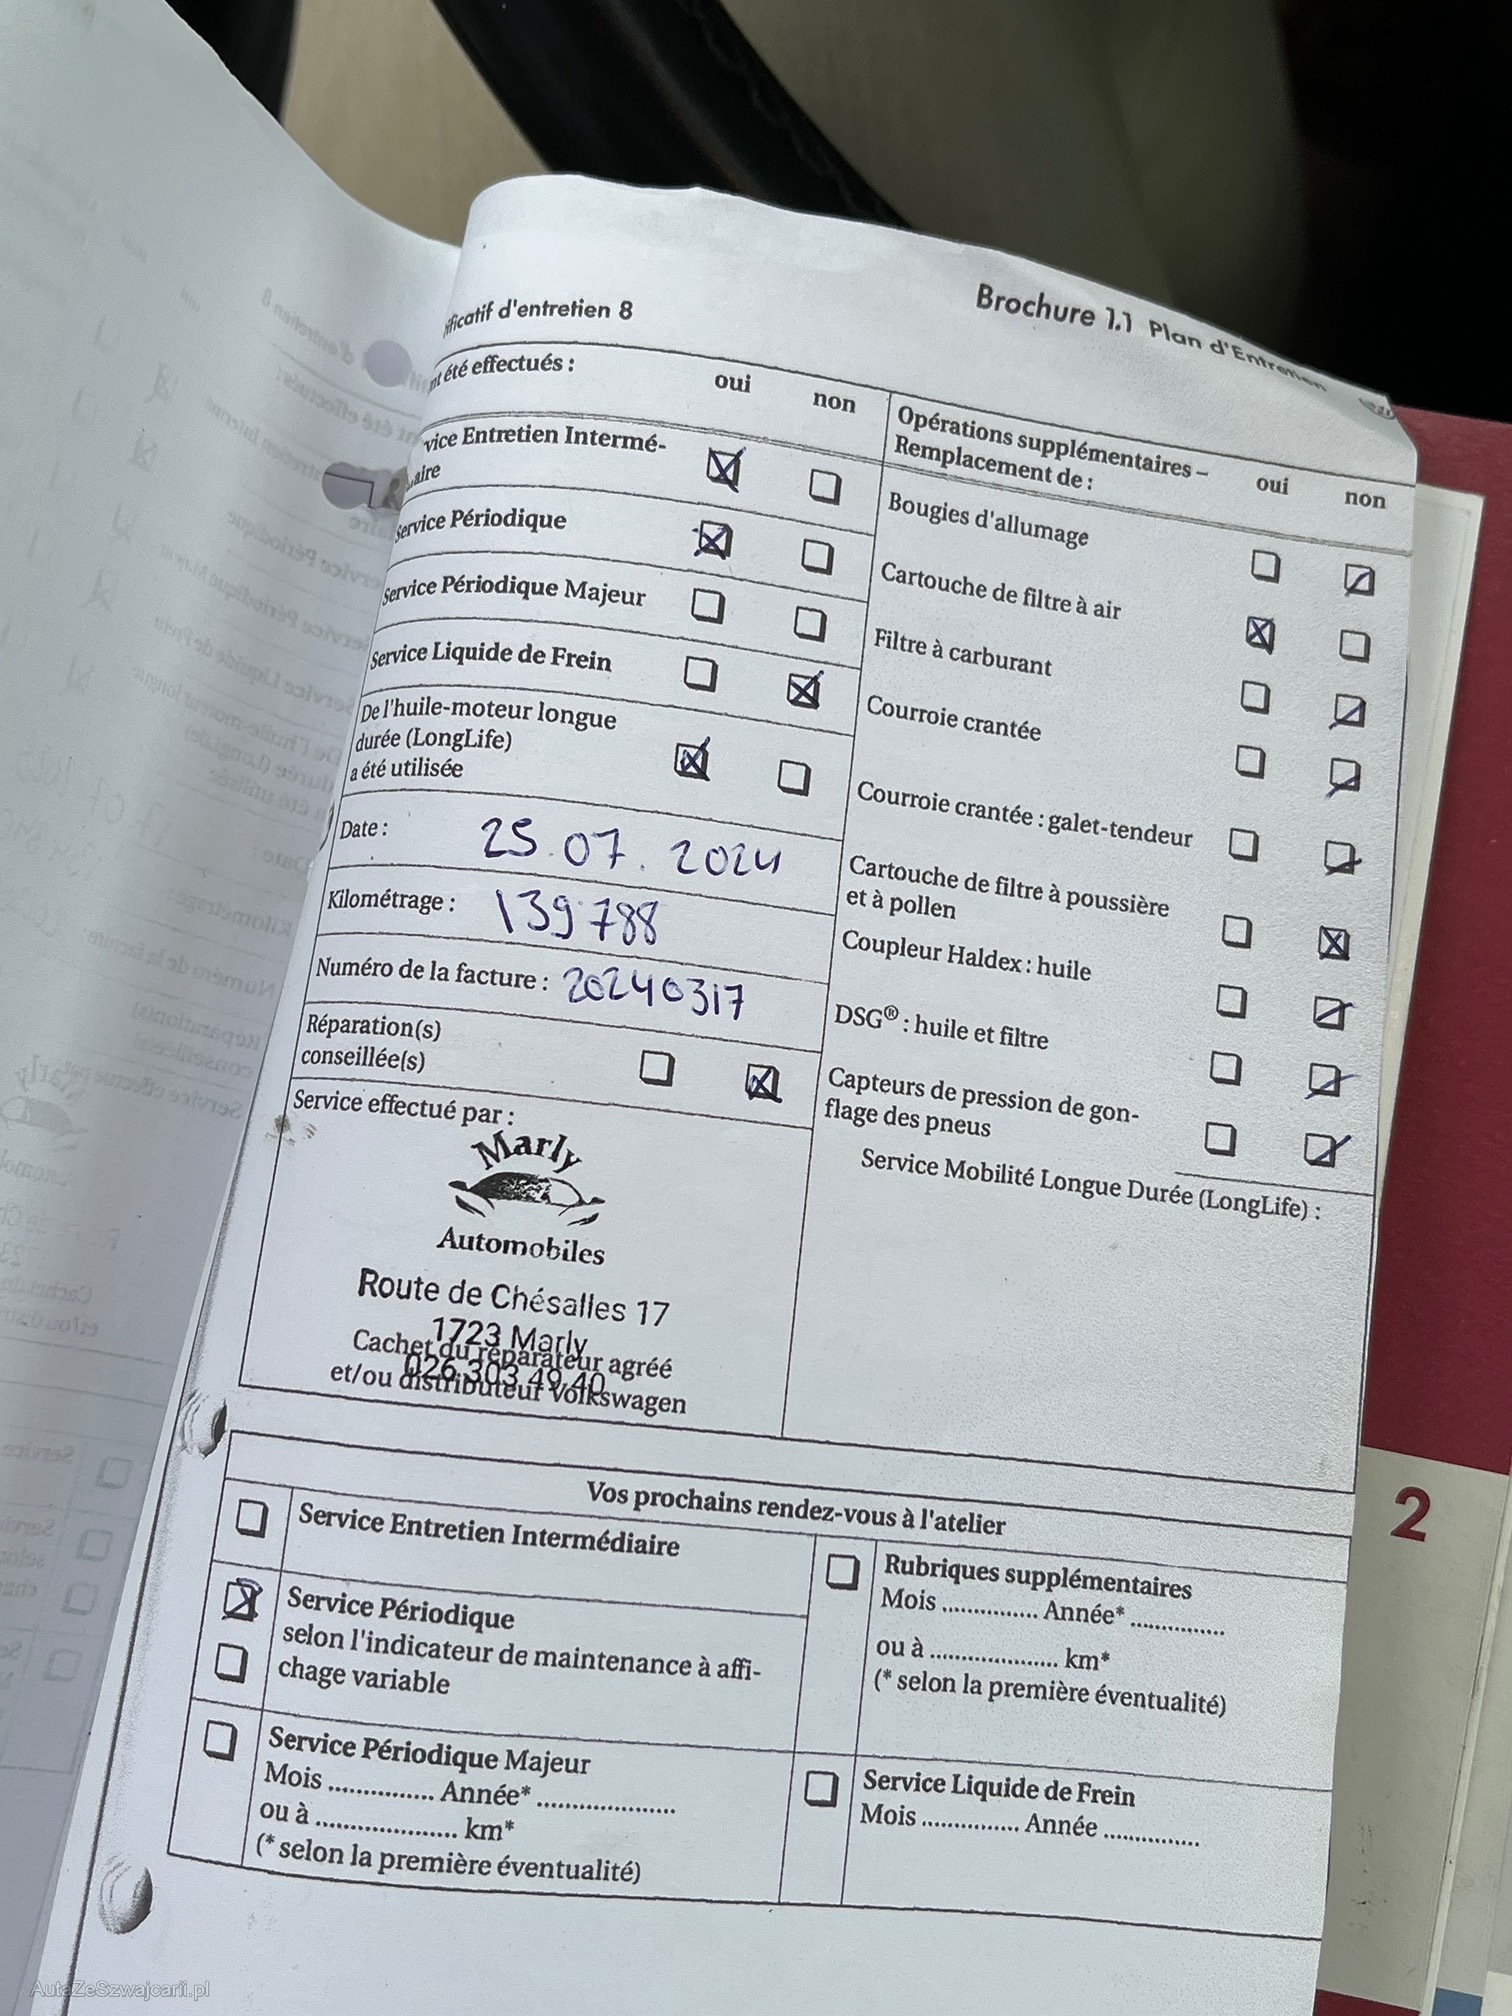 d'entretien 8
Brochure 1.1 Plan d'Entretien
été effectués :
oui
non
vice Entretien Intermé-
aire
oui
non
Opérations supplémentaires –
Remplacement de :
Service Périodique
Service Périodique Majeur
Service Liquide de Frein
De l'huile-moteur longue
durée (LongLife)
a été utilisée
Date : 25.07.2024
Kilométrage : 139788
Numéro de la facture : 20240317
Réparation(s)
conseillée(s)
Service effectué par :
Marly
Automobiles
Route de Chésalles 17
1723 Marly
026 303 49 40
Cachet du réparateur agréé
et/ou distributeur Volkswagen
Bougies d'allumage
Cartouche de filtre à air
Filtre à carburant
Courroie crantée
Courroie crantée : galet-tendeur
Cartouche de filtre à poussière
et à pollen
Coupleur Haldex : huile
DSG® : huile et filtre
Capteurs de pression de gon-
flage des pneus
Service Mobilité Longue Durée (LongLife) :
Vos prochains rendez-vous à l'atelier
Service Entretien Intermédiaire
Service Périodique
selon l'indicateur de maintenance à affi-
chage variable
Service Périodique Majeur
Mois ............... Année* ....................
ou à .................... km*
(* selon la première éventualité)
Rubriques supplémentaires
Mois .............. Année* ..............
ou à ................... km*
(* selon la première éventualité)
Service Liquide de Frein
Mois .............. Année ..............
2
AutaZeSzwajcarii.pl